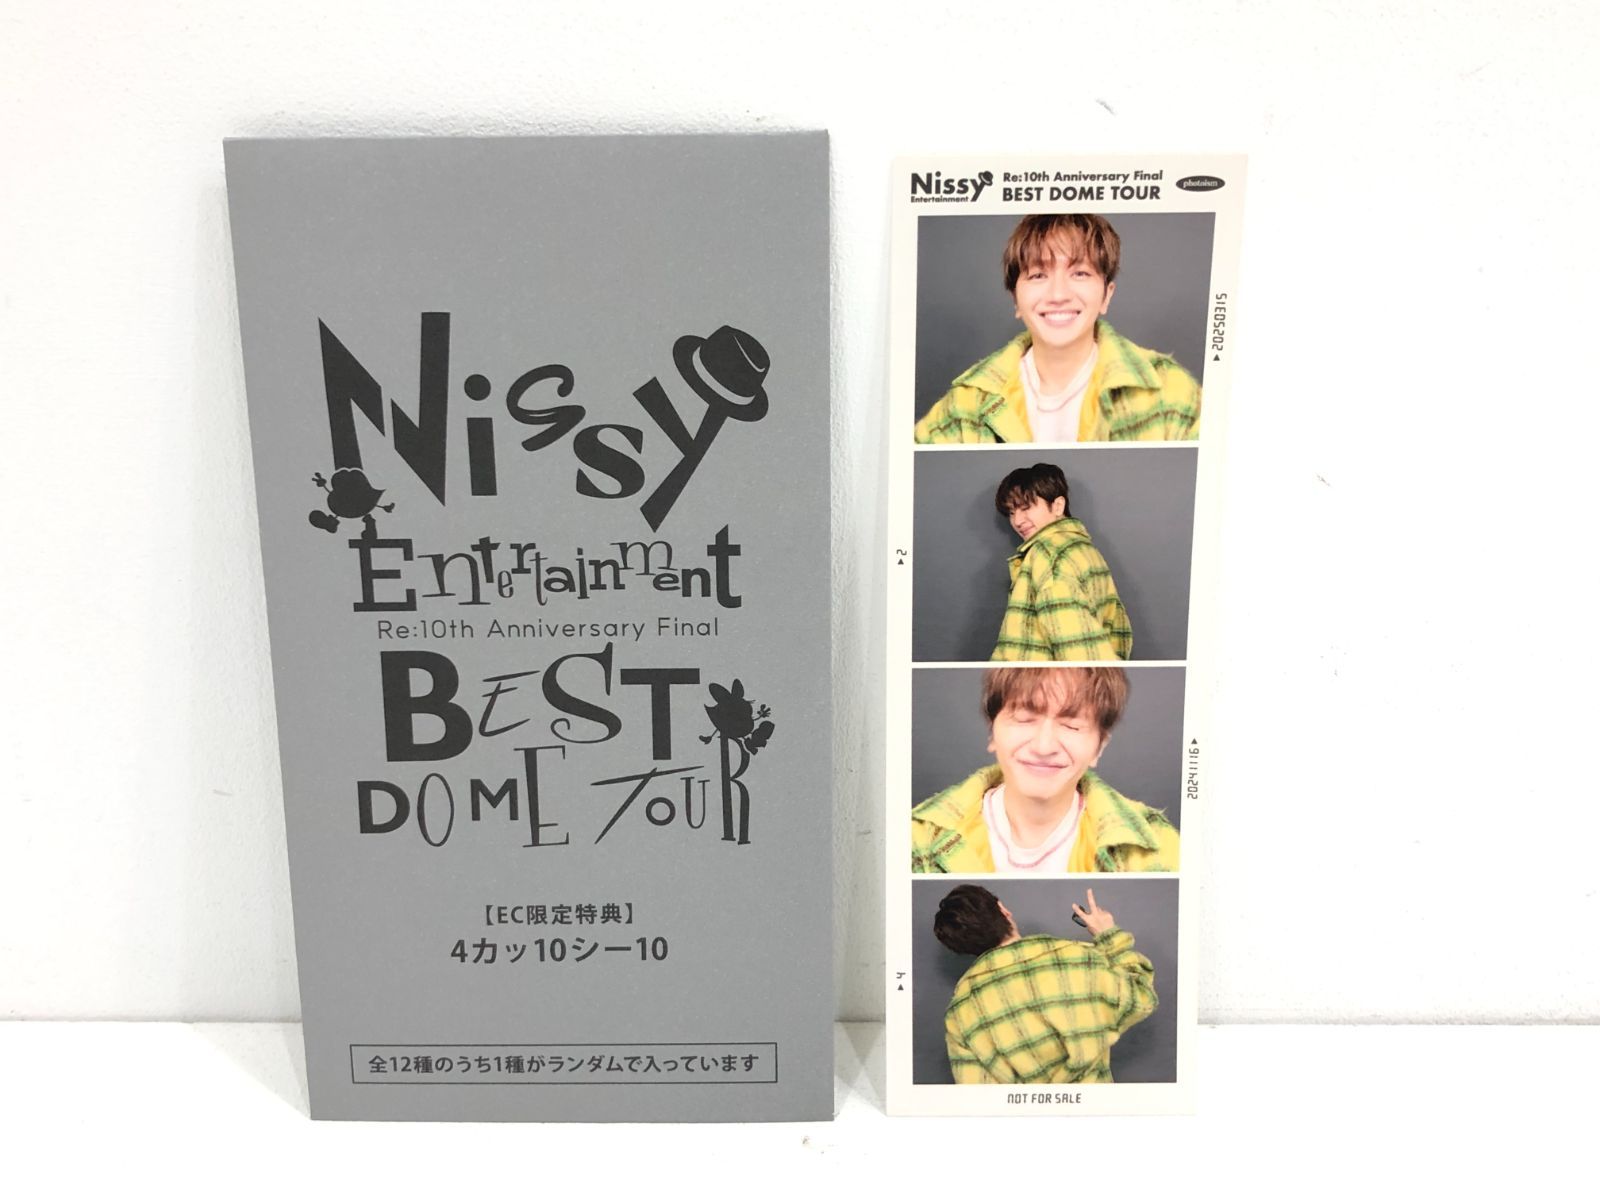 Nissy
Entertainment
Re:10th Anniversary Final
BEST
DOME TOUR
【EC限定特典】
4カッ10シー10
全12種のうち1種がランダムで入っています
Nissy
Entertainment
Re:10th Anniversary Final
BEST DOME TOUR
photoism
20250315
2
20241116
4
NOT FOR SALE